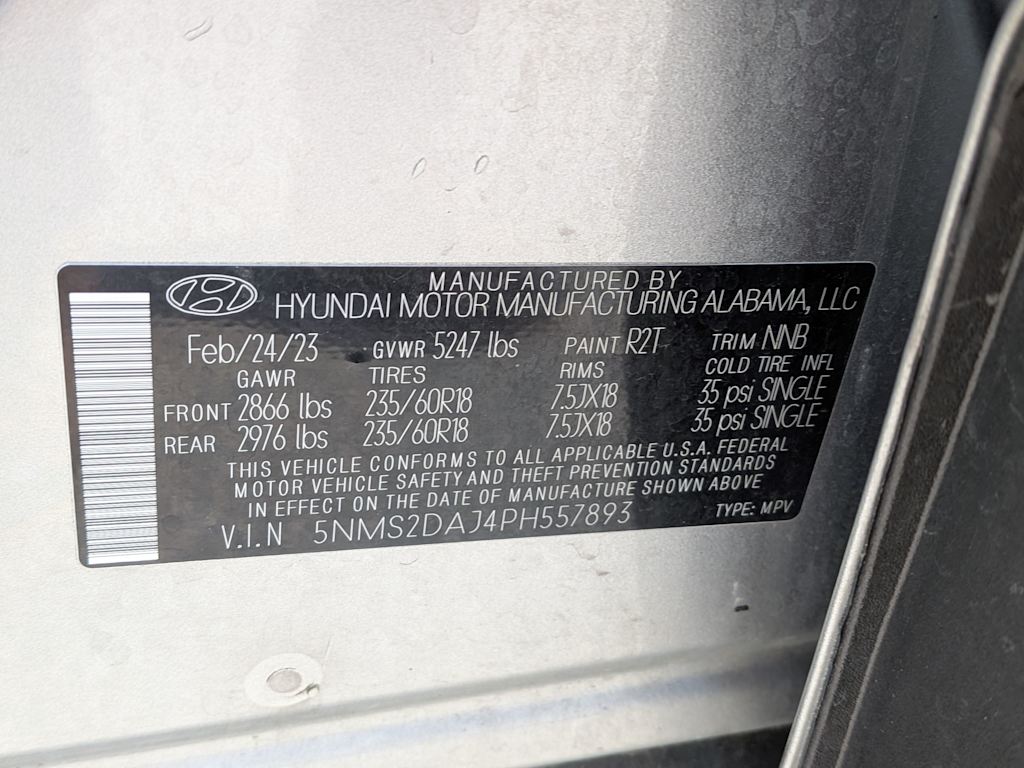 MANUFACTURED BY
HYUNDAI MOTOR MANUFACTURING ALABAMA, LLC
Feb/24/23 GVWR 5247 lbs PAINT R2T TRIM NNB
GAWR TIRES RIMS COLD TIRE INFL
FRONT 2866 lbs 235/60R18 7.5JX18 35 psi SINGLE
REAR 2976 lbs 235/60R18 7.5JX18 35 psi SINGLE
THIS VEHICLE CONFORMS TO ALL APPLICABLE U.S.A. FEDERAL
MOTOR VEHICLE SAFETY AND THEFT PREVENTION STANDARDS
IN EFFECT ON THE DATE OF MANUFACTURE SHOWN ABOVE
V.I.N 5NMS2DAJ4PH557893 TYPE: MPV